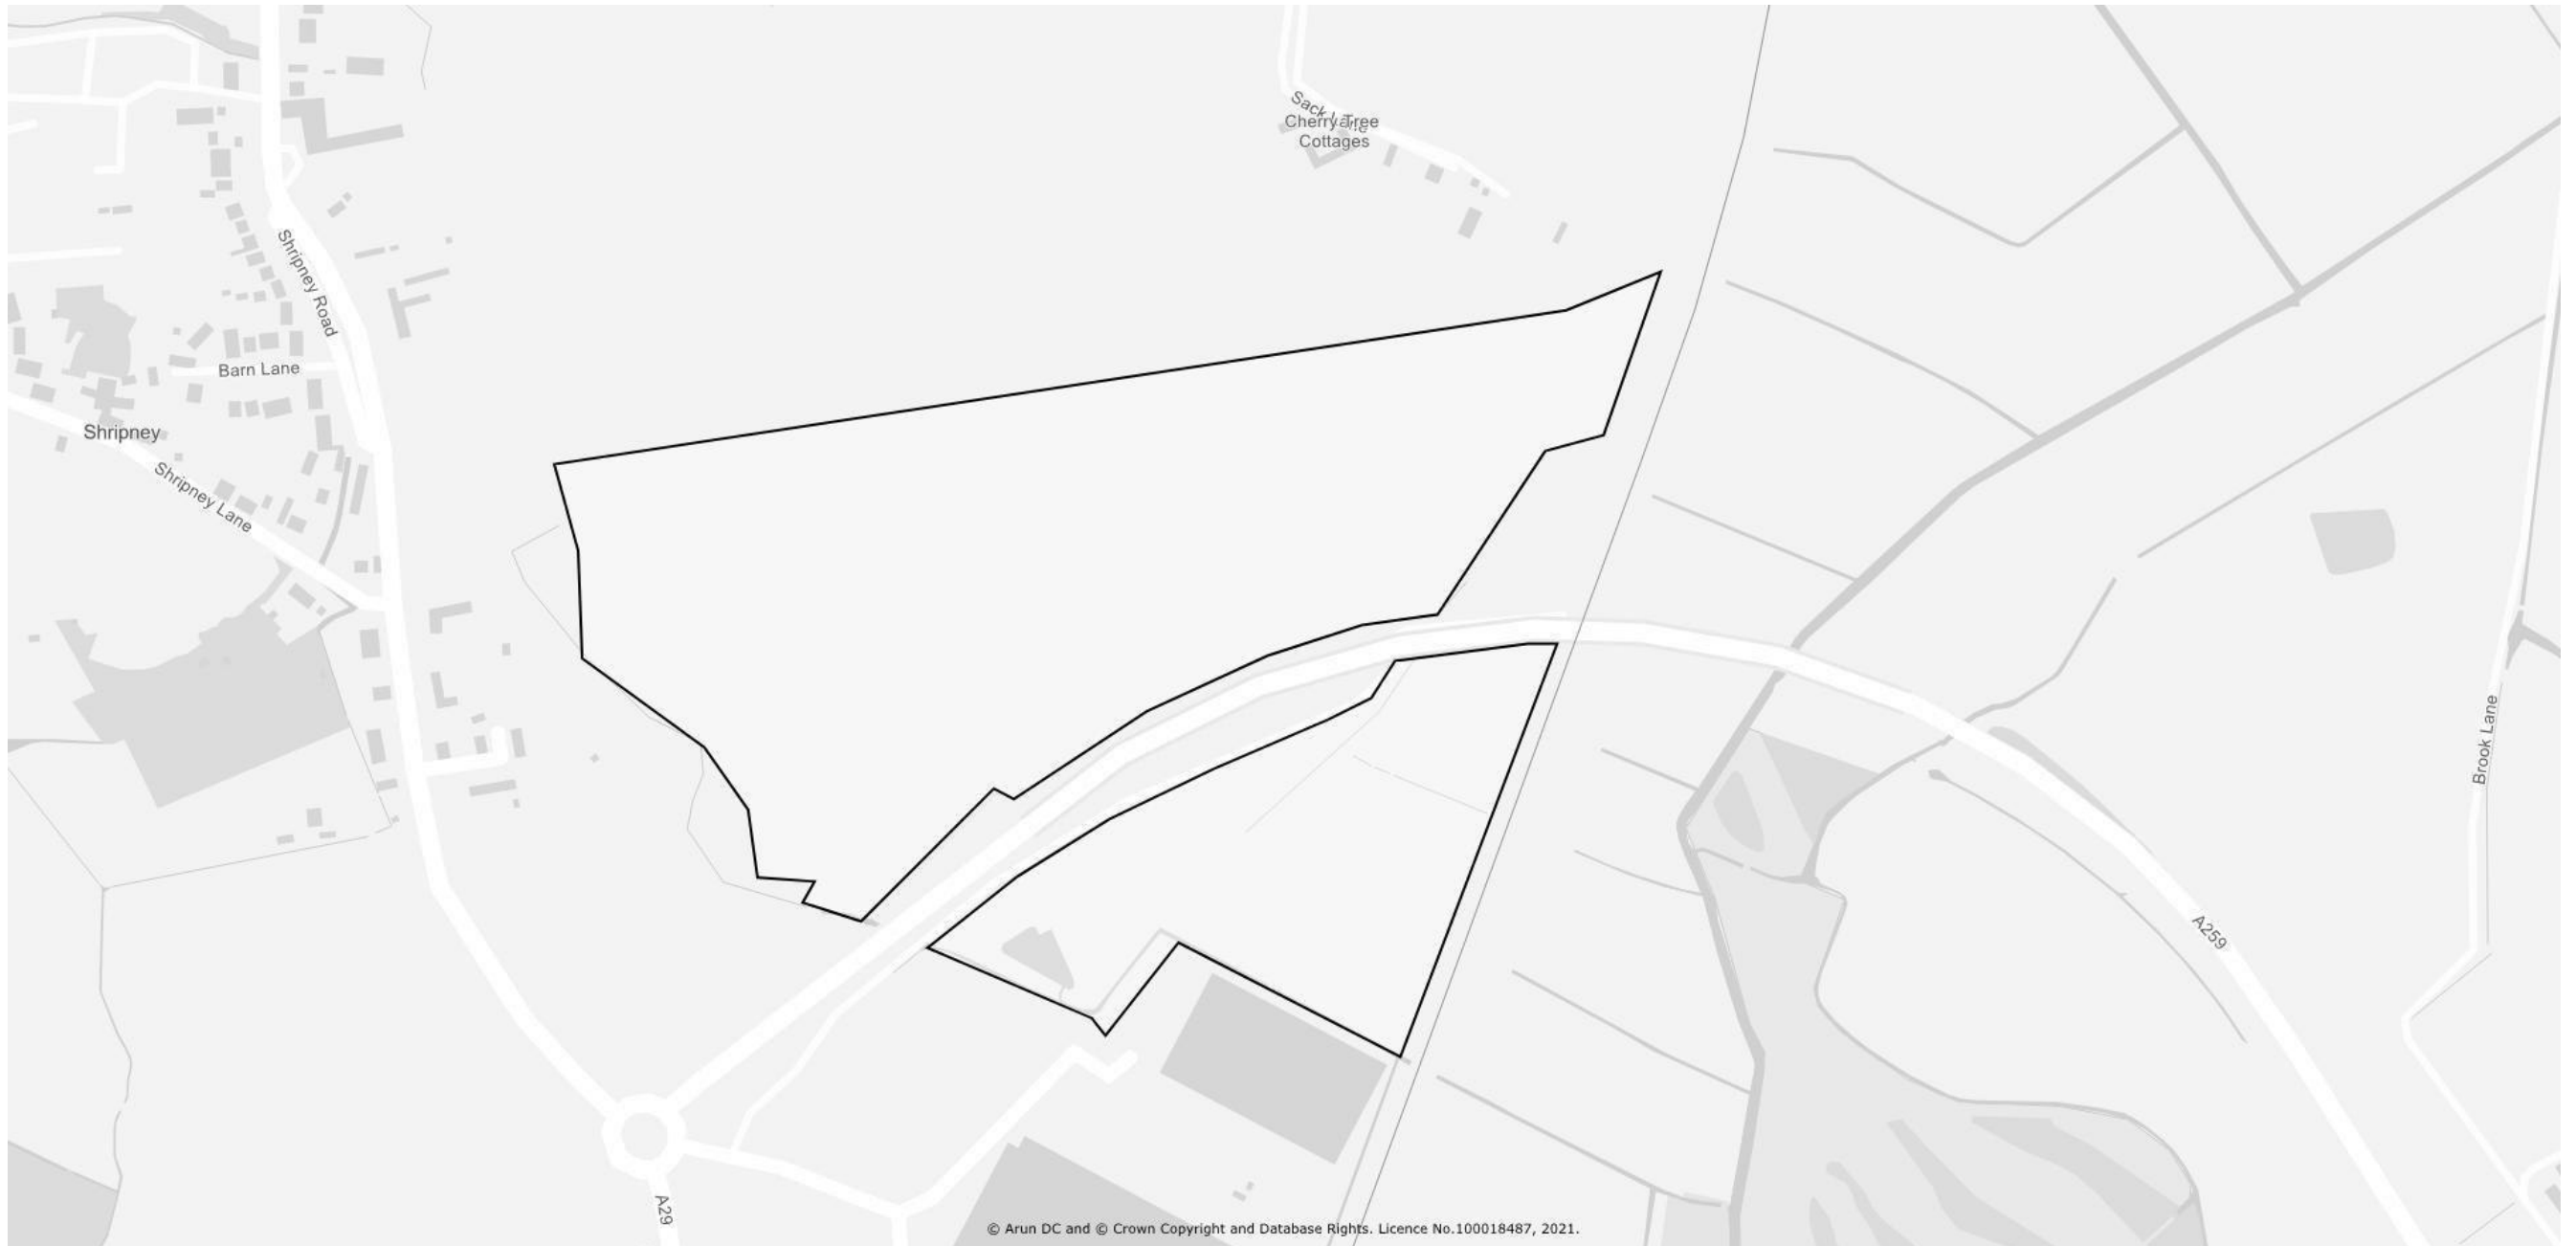 Sack Lane
Cherry Tree
Cottages
Shripney Road
Barn Lane
Shripney
Shripney Lane
Brook Lane
A259
A29
© Arun DC and © Crown Copyright and Database Rights. Licence No.100018487, 2021.